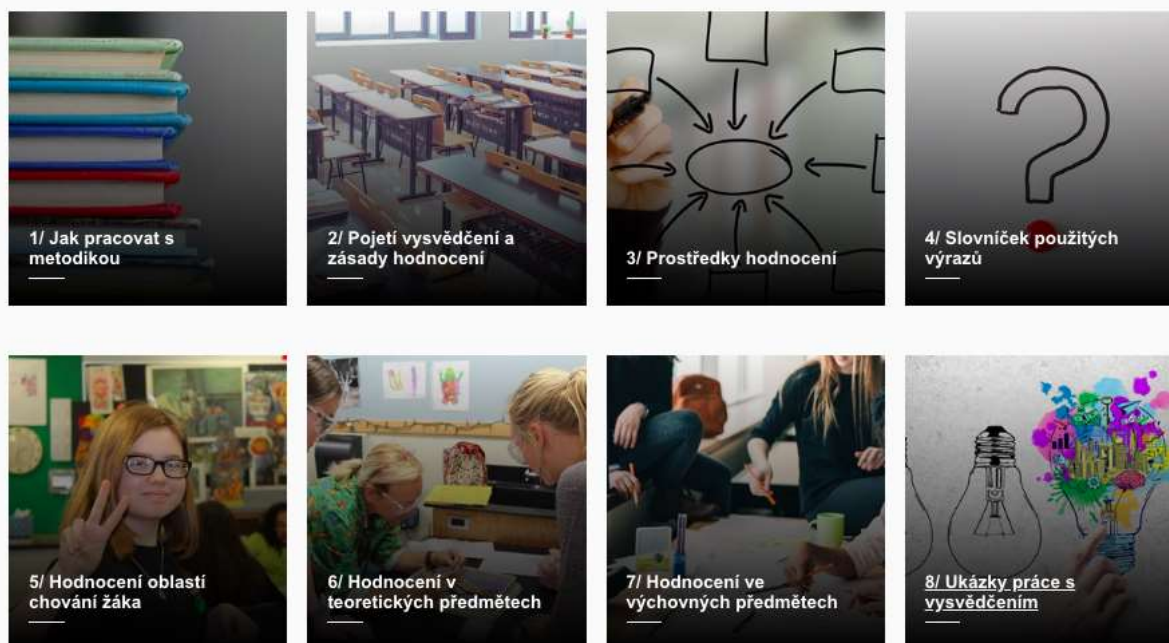 1/ Jak pracovat s
metodikou
2/ Pojetí vysvědčení a
zásady hodnocení
3/ Prostředky hodnocení
4/ Slovníček použitých
výrazů
5/ Hodnocení oblastí
chování žáka
6/ Hodnocení v
teoretických předmětech
7/ Hodnocení ve
výchovných předmětech
8/ Ukázky práce s
vysvědčením